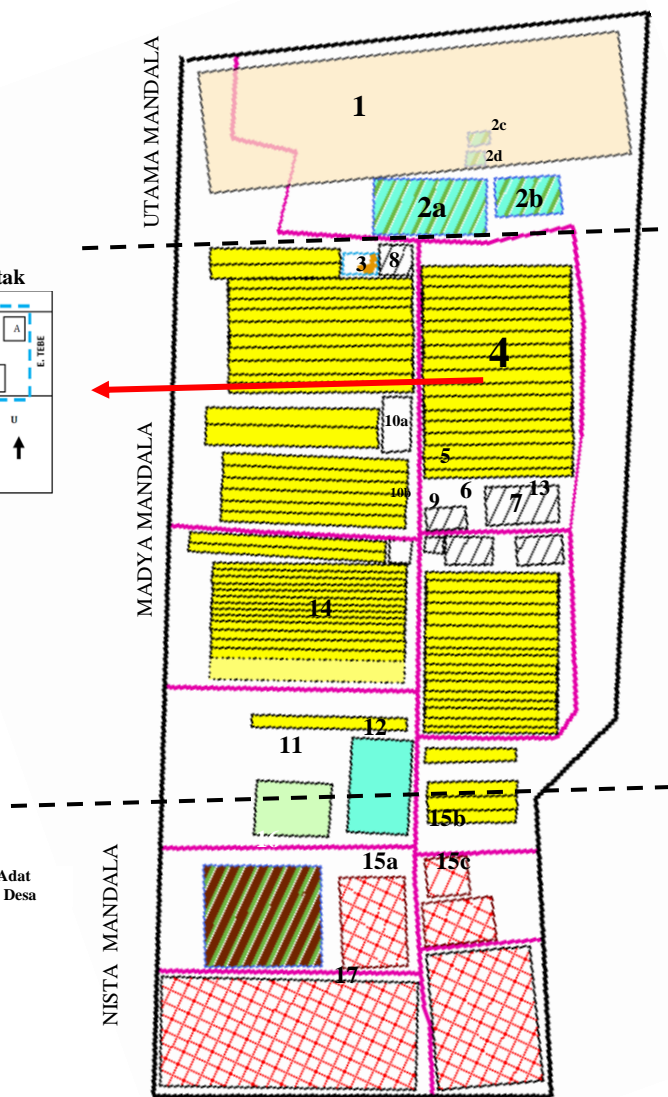 UTAMA MANDALA
1
2c
2d
2a
2b
tak
3
8
A
E. TEBE
4
U
10a
5
MADYA MANDALA
10b
6
13
9
7
14
12
11
15b
16
15a
15c
Adat
Desa
NISTA MANDALA
17